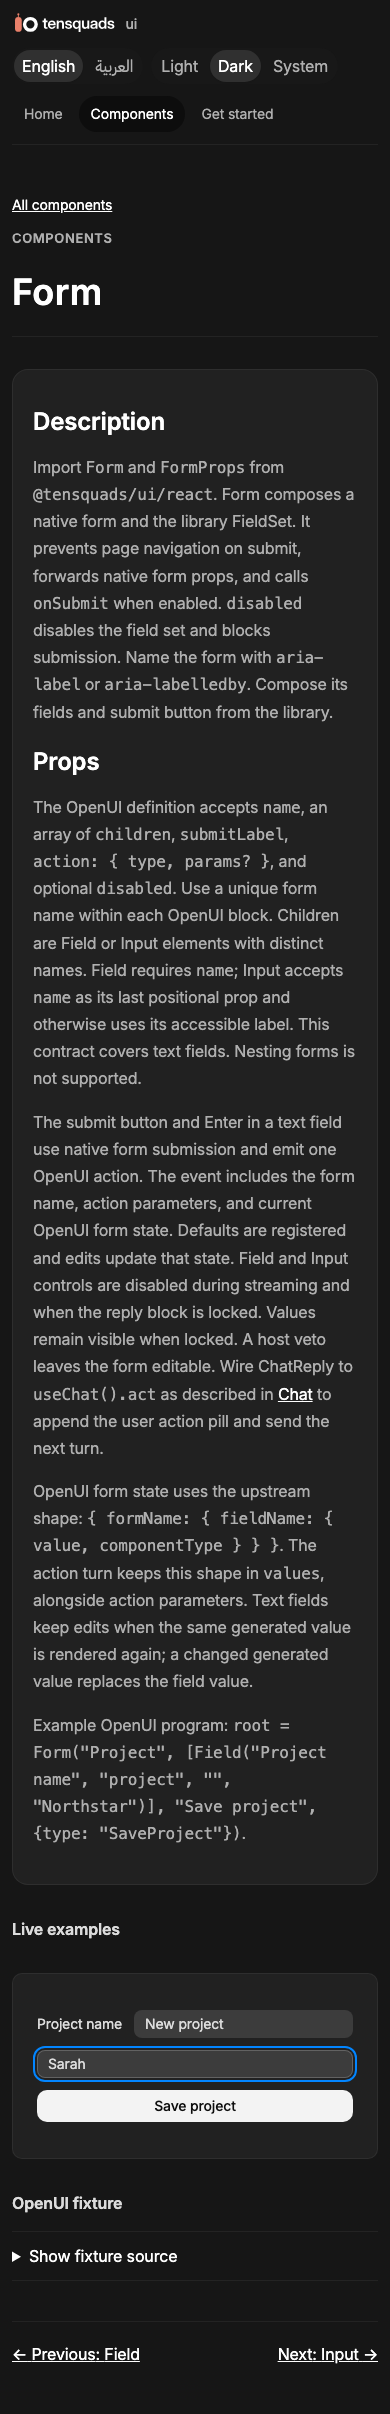 tensquads ui
English العربية Light Dark System
Home Components Get started
All components
COMPONENTS
Form
Description
Import Form and FormProps from
@tensquads/ui/react. Form composes a
native form and the library FieldSet. It
prevents page navigation on submit,
forwards native form props, and calls
onSubmit when enabled. disabled
disables the field set and blocks
submission. Name the form with aria-
label or aria-labelledby. Compose its
fields and submit button from the library.
Props
The OpenUI definition accepts name, an
array of children, submitLabel,
action: { type, params? }, and
optional disabled. Use a unique form
name within each OpenUI block. Children
are Field or Input elements with distinct
names. Field requires name; Input accepts
name as its last positional prop and
otherwise uses its accessible label. This
contract covers text fields. Nesting forms is
not supported.
The submit button and Enter in a text field
use native form submission and emit one
OpenUI action. The event includes the form
name, action parameters, and current
OpenUI form state. Defaults are registered
and edits update that state. Field and Input
controls are disabled during streaming and
when the reply block is locked. Values
remain visible when locked. A host veto
leaves the form editable. Wire ChatReply to
useChat().act as described in Chat to
append the user action pill and send the
next turn.
OpenUI form state uses the upstream
shape: { formName: { fieldName: {
value, componentType } } }. The
action turn keeps this shape in values,
alongside action parameters. Text fields
keep edits when the same generated value
is rendered again; a changed generated
value replaces the field value.
Example OpenUI program: root =
Form("Project", [Field("Project
name", "project", "",
"Northstar")], "Save project",
{type: "SaveProject"}).
Live examples
Project name New project
Sarah
Save project
OpenUI fixture
▶ Show fixture source
← Previous: Field Next: Input →